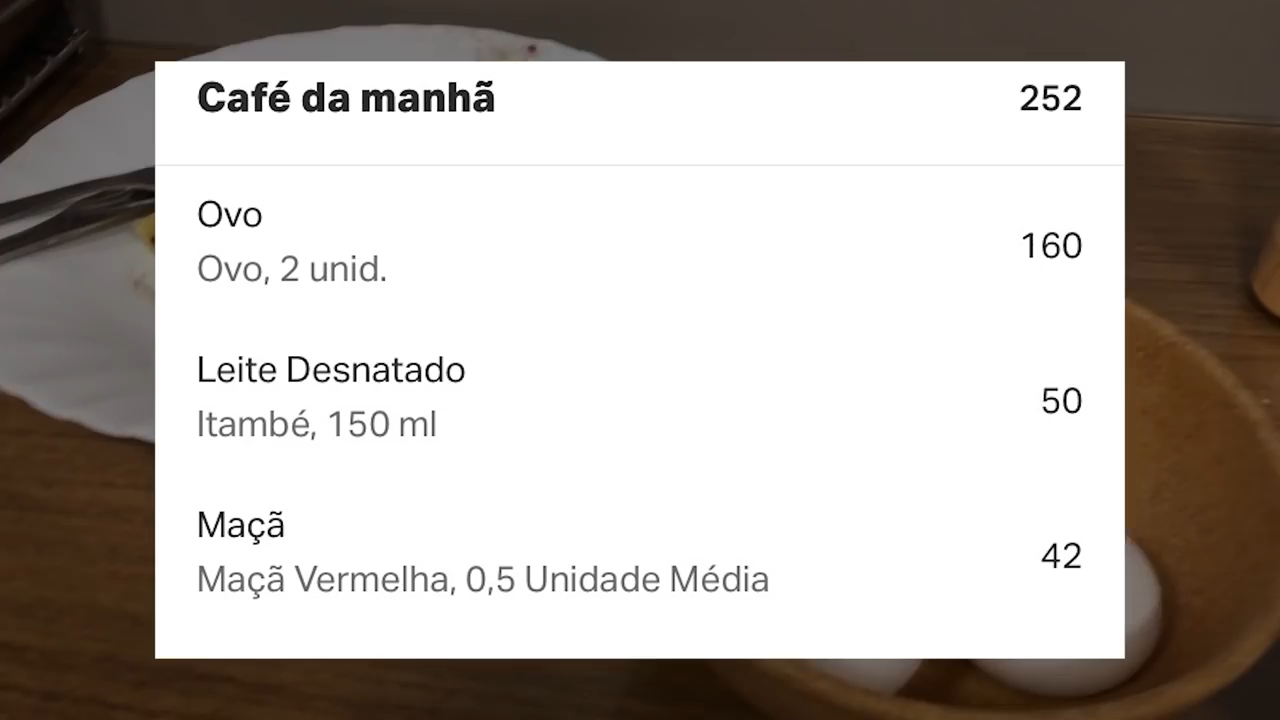 Café da manhã 252
Ovo
Ovo, 2 unid.
160
Leite Desnatado
Itambé, 150 ml
50
Maçã
Maçã Vermelha, 0,5 Unidade Média
42